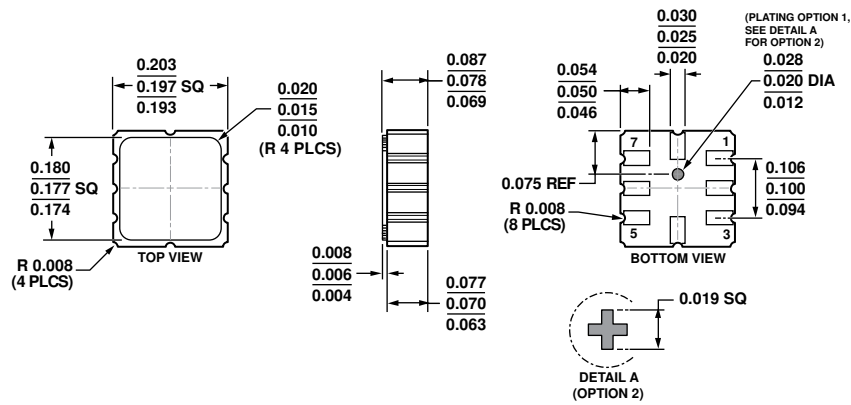 0.203
0.197 SQ
0.193
0.020
0.015
0.010
(R 4 PLCS)
0.180
0.177 SQ
0.174
R 0.008
(4 PLCS)
TOP VIEW
0.087
0.078
0.069
0.008
0.006
0.004
0.077
0.070
0.063
0.054
0.050
0.046
0.030
0.025
0.020
(PLATING OPTION 1,
SEE DETAIL A
FOR OPTION 2)
0.028
0.020 DIA
0.012
0.075 REF
R 0.008
(8 PLCS)
7
1
5
3
0.106
0.100
0.094
BOTTOM VIEW
0.019 SQ
DETAIL A
(OPTION 2)